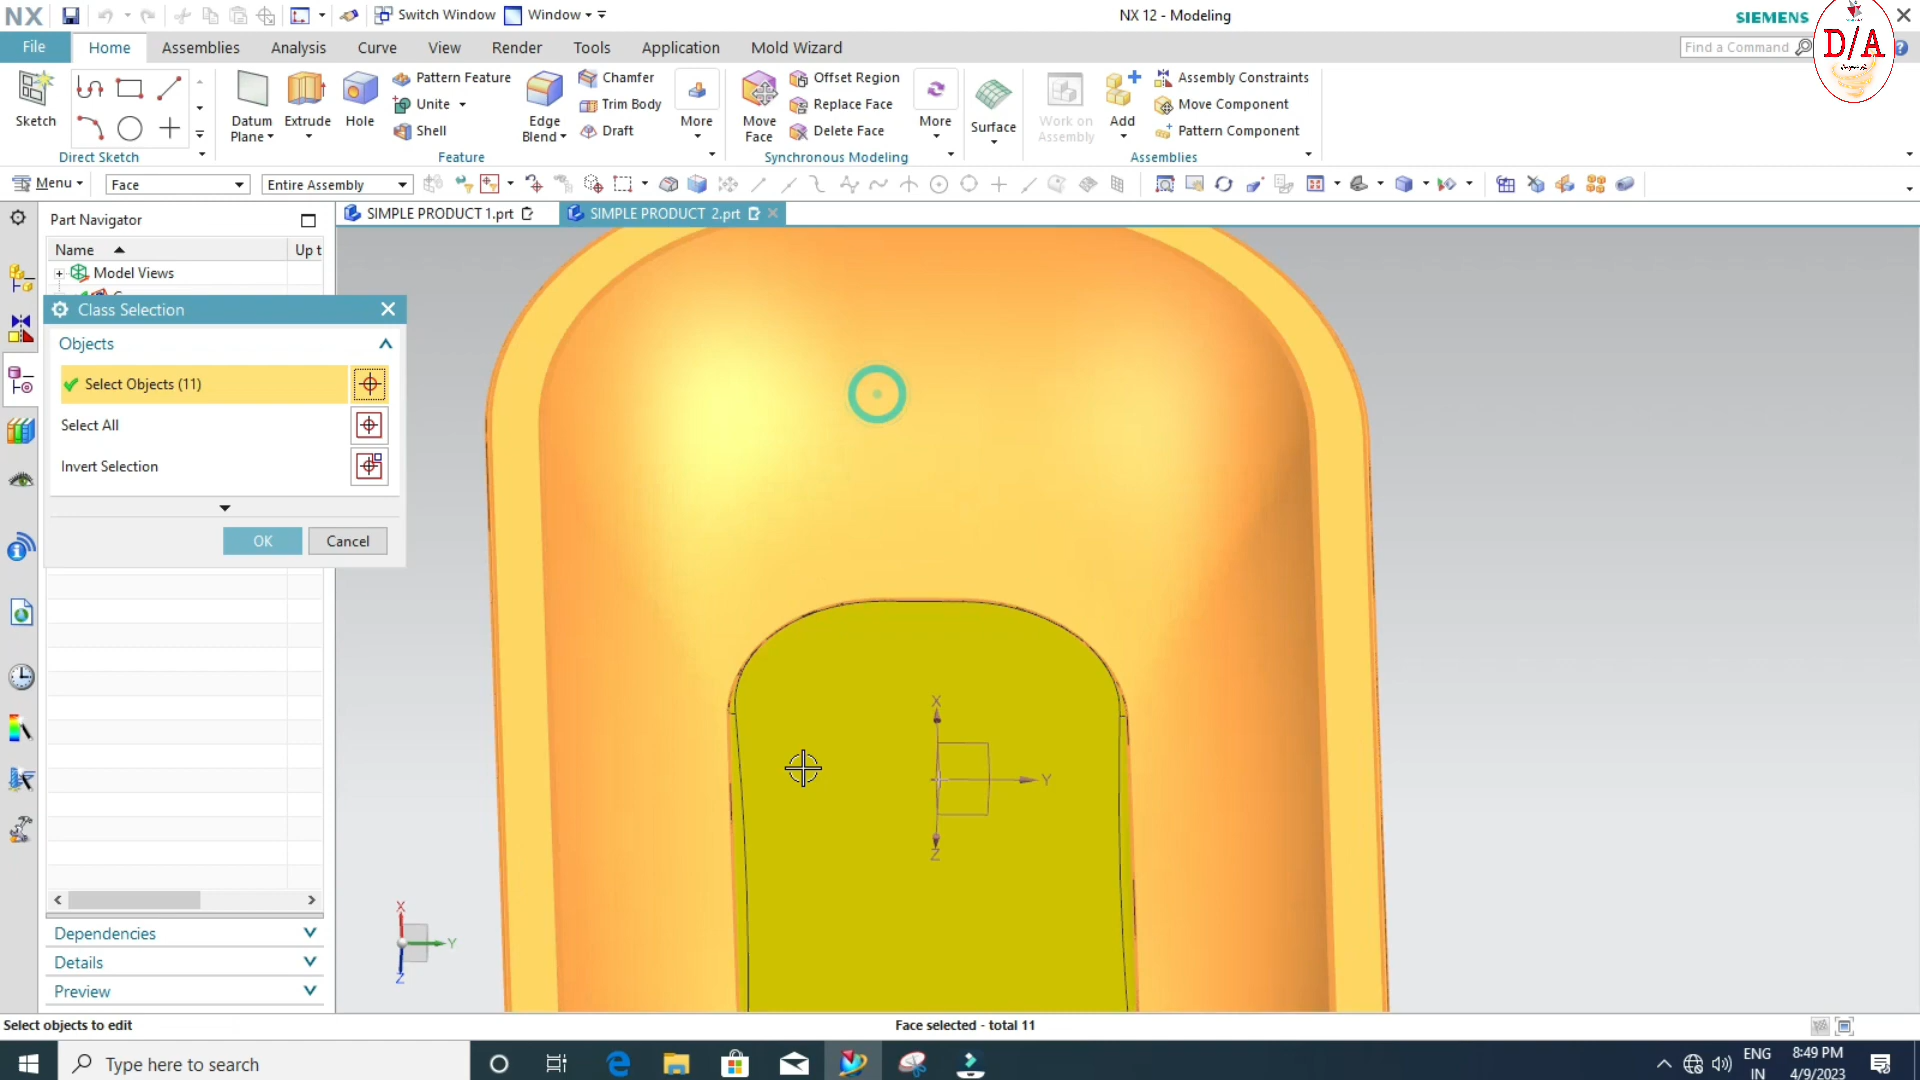 NX
Switch Window
Window
NX 12 - Modeling
SIEMENS
File
Home
Assemblies
Analysis
Curve
View
Render
Tools
Application
Mold Wizard
Find a Command
D/A
Sketch
Direct Sketch
Datum Plane
Extrude
Hole
Pattern Feature
Unite
Shell
Edge Blend
Chamfer
Trim Body
Draft
More
Feature
Move Face
Offset Region
Replace Face
Delete Face
More
Synchronous Modeling
Surface
Work on Assembly
Add
Assembly Constraints
Move Component
Pattern Component
Assemblies
Menu
Face
Entire Assembly
Part Navigator
SIMPLE PRODUCT 1.prt
SIMPLE PRODUCT 2.prt
Name
Up t
Model Views
Class Selection
Objects
Select Objects (11)
Select All
Invert Selection
OK
Cancel
X
Y
Z
X
Y
Z
Dependencies
Details
Preview
Select objects to edit
Face selected - total 11
Type here to search
ENG
IN
8:49 PM
4/9/2023